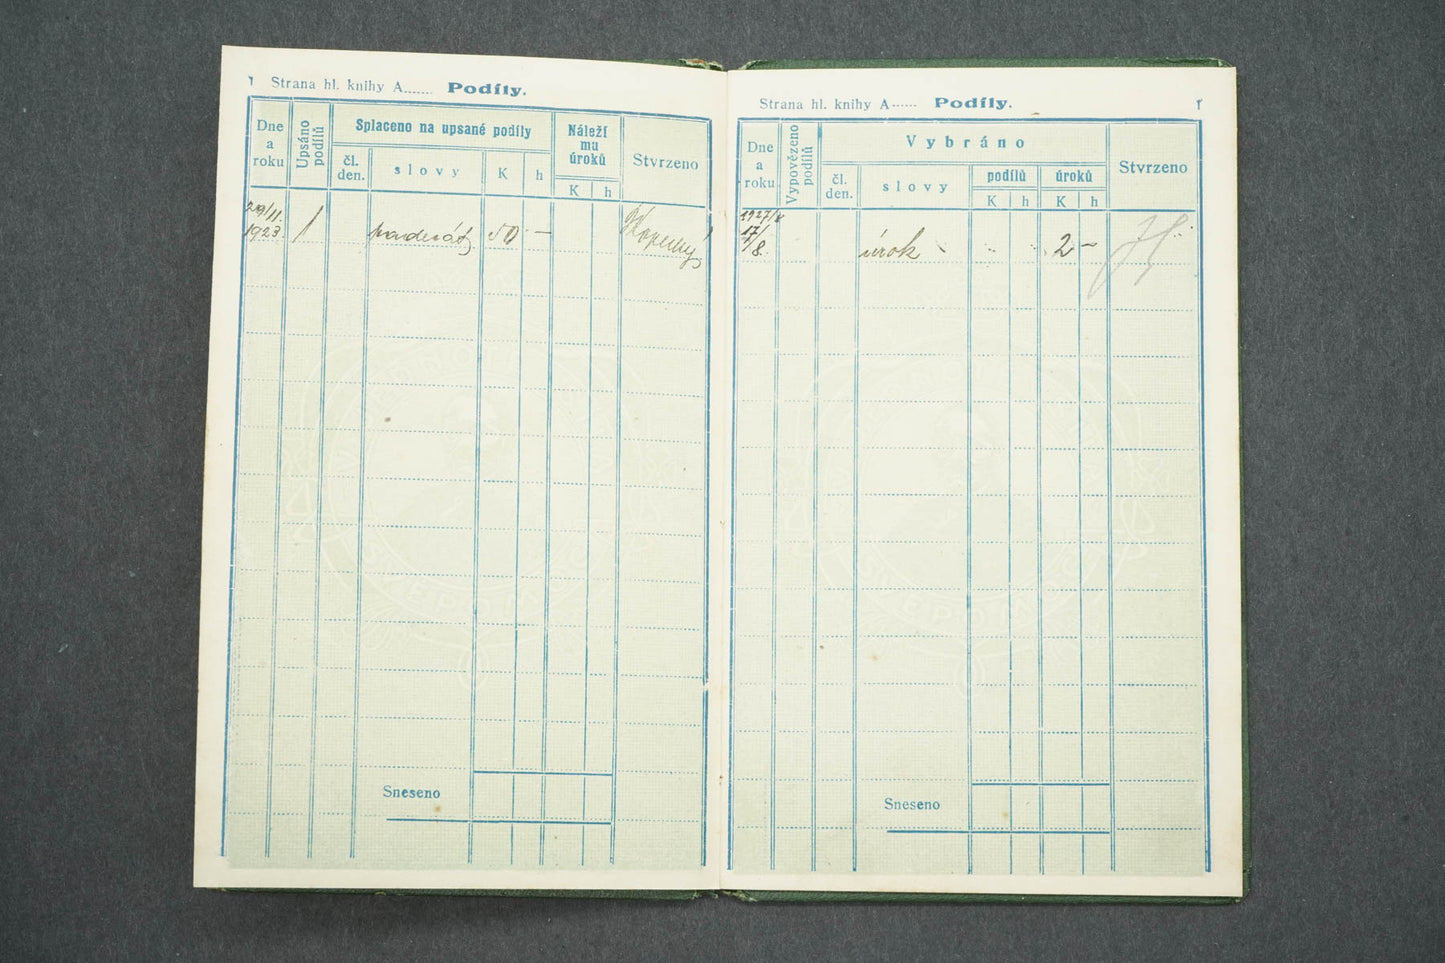 1
Strana hl. knihy A...... Podíly.
Dne
a
roku
Upsáno
podílů
Splaceno na upsané podíly
čl.
den.
slovy
K
h
Náleží
mu
úroků
K
h
Stvrzeno
29/11.
1923
1
padesát
50
—
Kopecký
Sneseno
Strana hl. knihy A...... Podíly.
1
Dne
a
roku
Vypovězeno
podílů
Vybráno
čl.
den.
slovy
podílů
K
h
úroků
K
h
Stvrzeno
1927
17/8
úrok
2
—
Sneseno